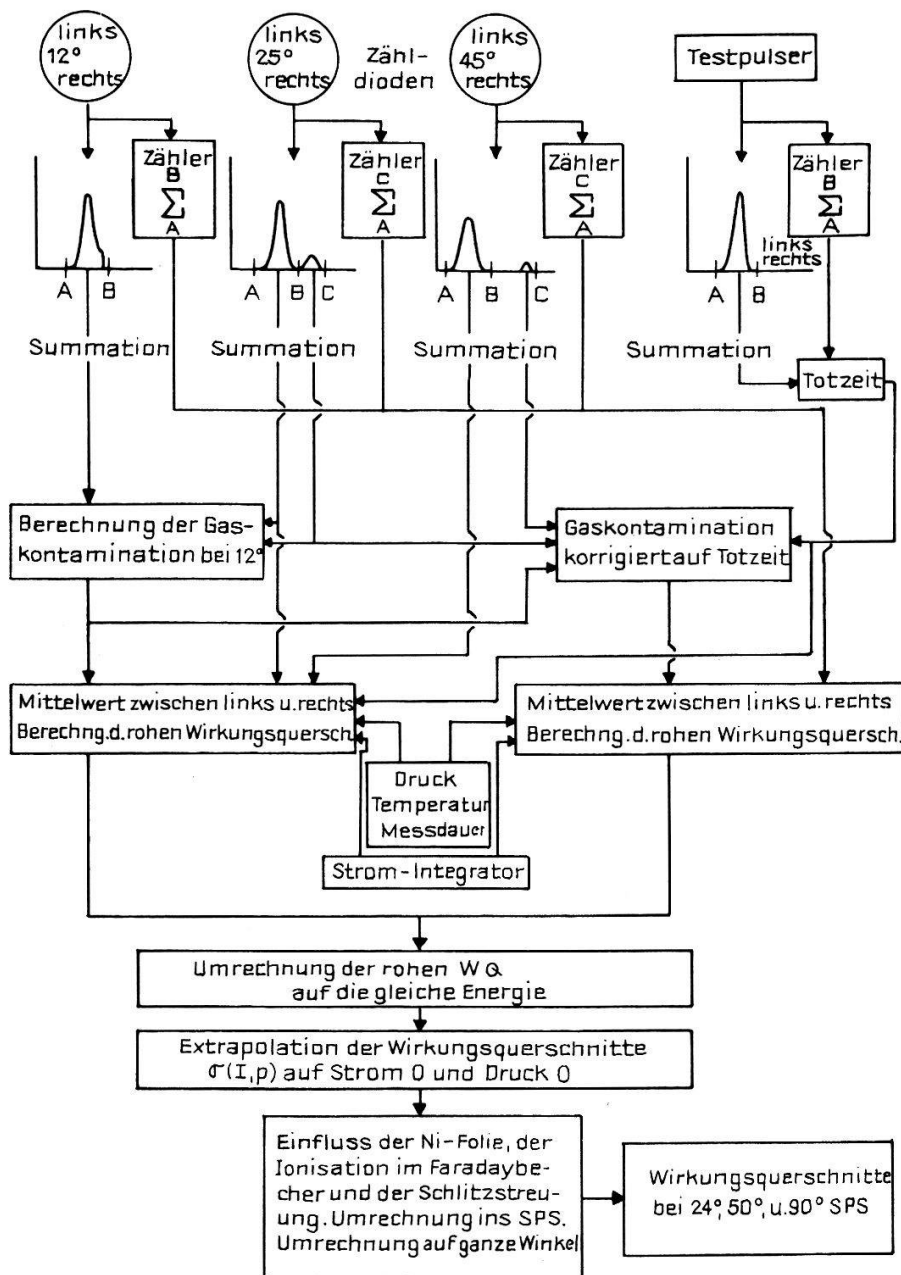 links
12°
rechts
links
25°
rechts
Zähl-
dioden
links
45°
rechts
Testpulser
Zähler
B
Σ
A
Zähler
C
Σ
A
Zähler
C
Σ
A
Zähler
B
Σ
A
links
rechts
A B
A B C
A B C
A B
Summation
Summation
Summation
Summation
Totzeit
Berechnung der Gas-
kontamination bei 12°
Gaskontamination
korrigiert auf Totzeit
Mittelwert zwischen links u. rechts
Berechng. d. rohen Wirkungsquersch.
Mittelwert zwischen links u. rechts
Berechng. d. rohen Wirkungsquersch.
Druck
Temperatur
Messdauer
Strom-Integrator
Umrechnung der rohen WQ
auf die gleiche Energie
Extrapolation der Wirkungsquerschnitte
σ(I,p) auf Strom 0 und Druck 0
Einfluss der Ni-Folie, der
Ionisation im Faradaybe-
cher und der Schlitzstreu-
ung. Umrechnung ins SPS.
Umrechnung auf ganze Winkel
Wirkungsquerschnitte
bei 24°, 50°, u. 90° SPS